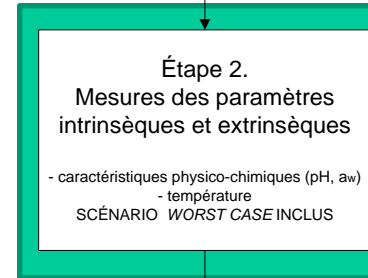 Étape 2.
Mesures des paramètres
intrinsèques et extrinsèques
- caractéristiques physico-chimiques (pH, aw)
- température
SCÉNARIO WORST CASE INCLUS